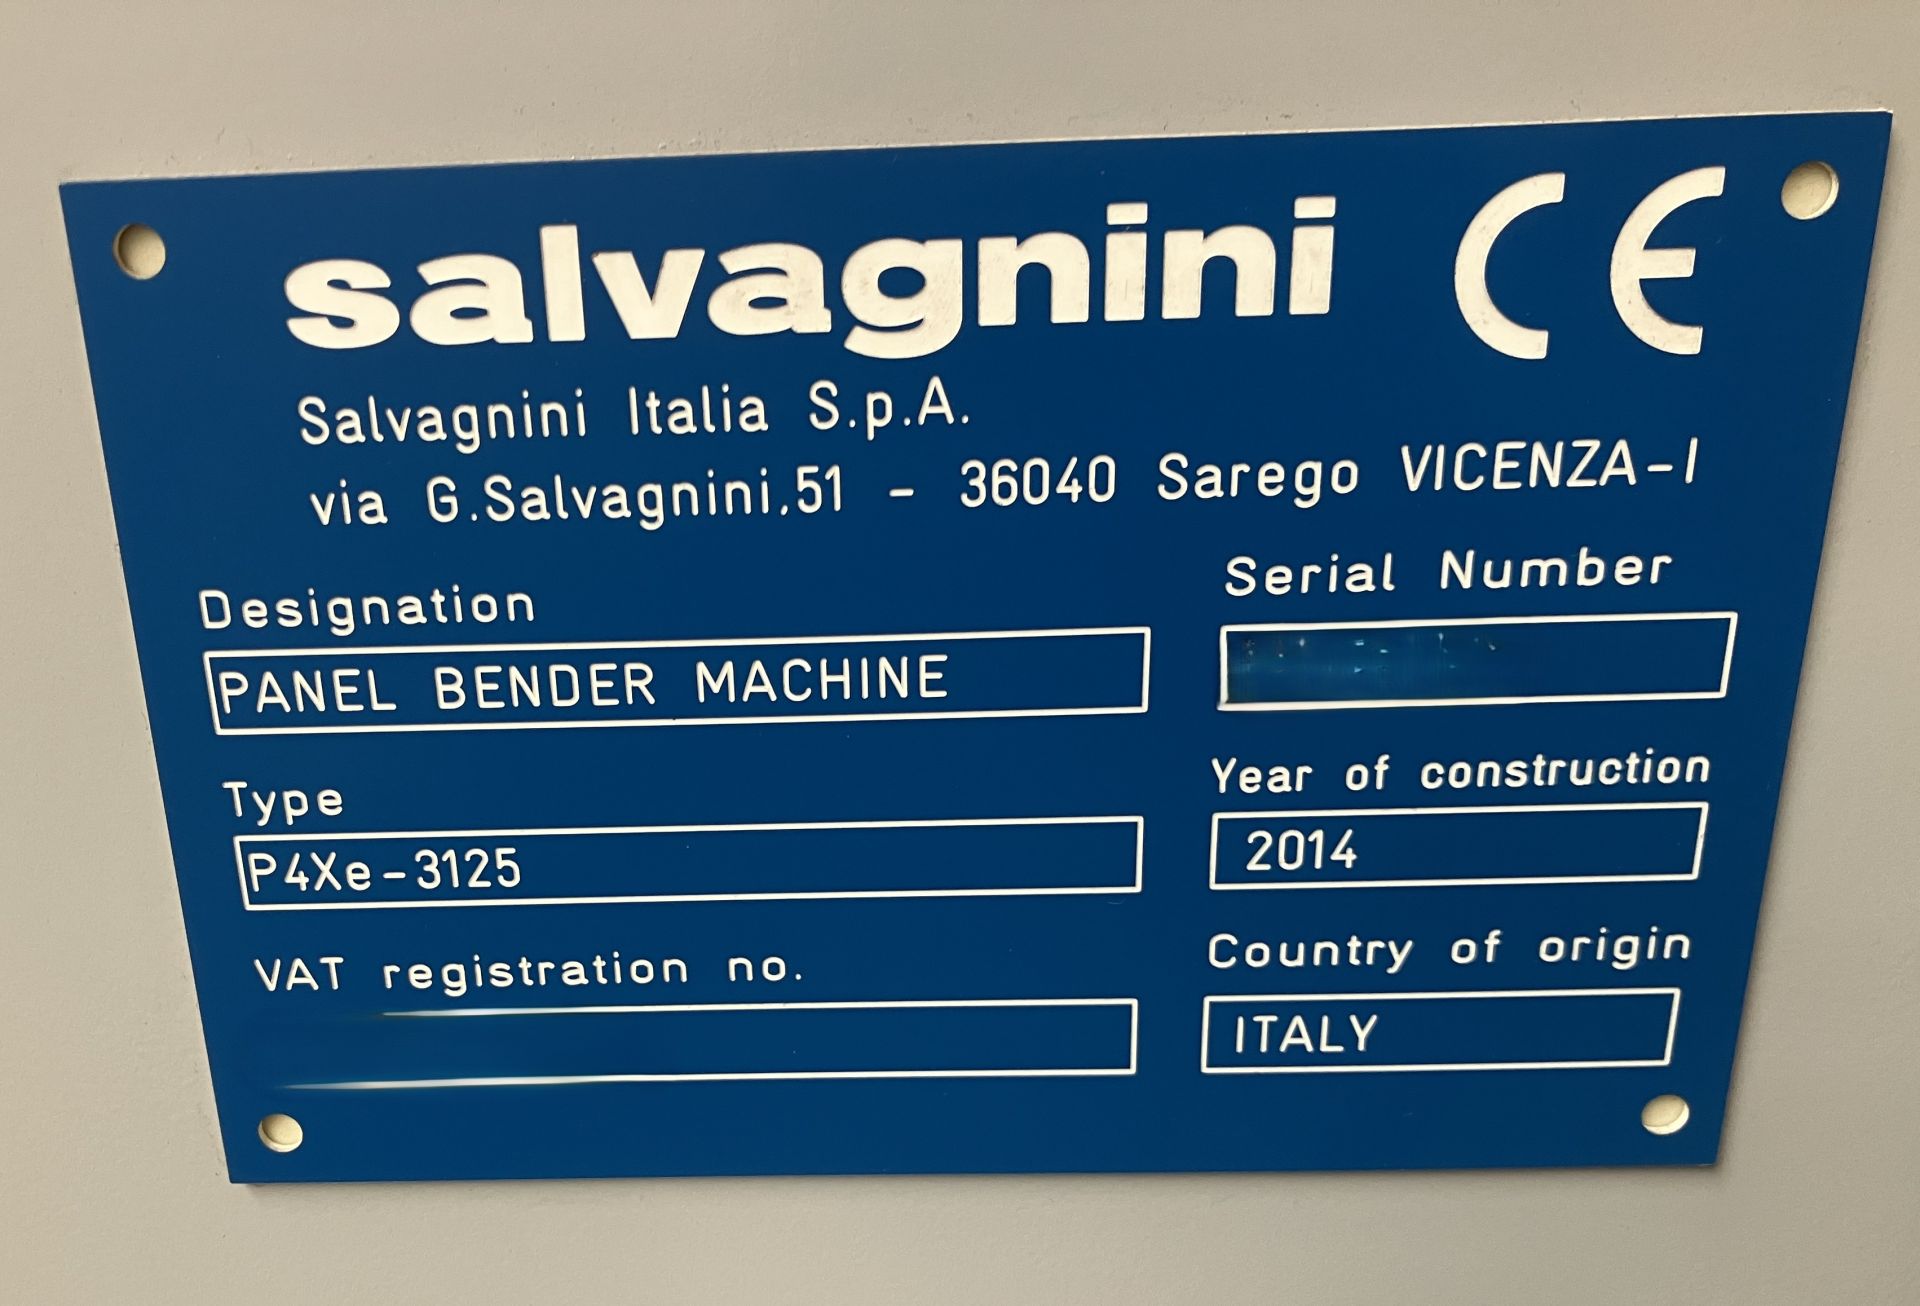 salvagnini CE
Salvagnini Italia S.p.A.
via G.Salvagnini,51 - 36040 Sarego VICENZA-I
Designation
PANEL BENDER MACHINE
Serial Number
Type
P4Xe-3125
Year of construction
2014
VAT registration no.
Country of origin
ITALY